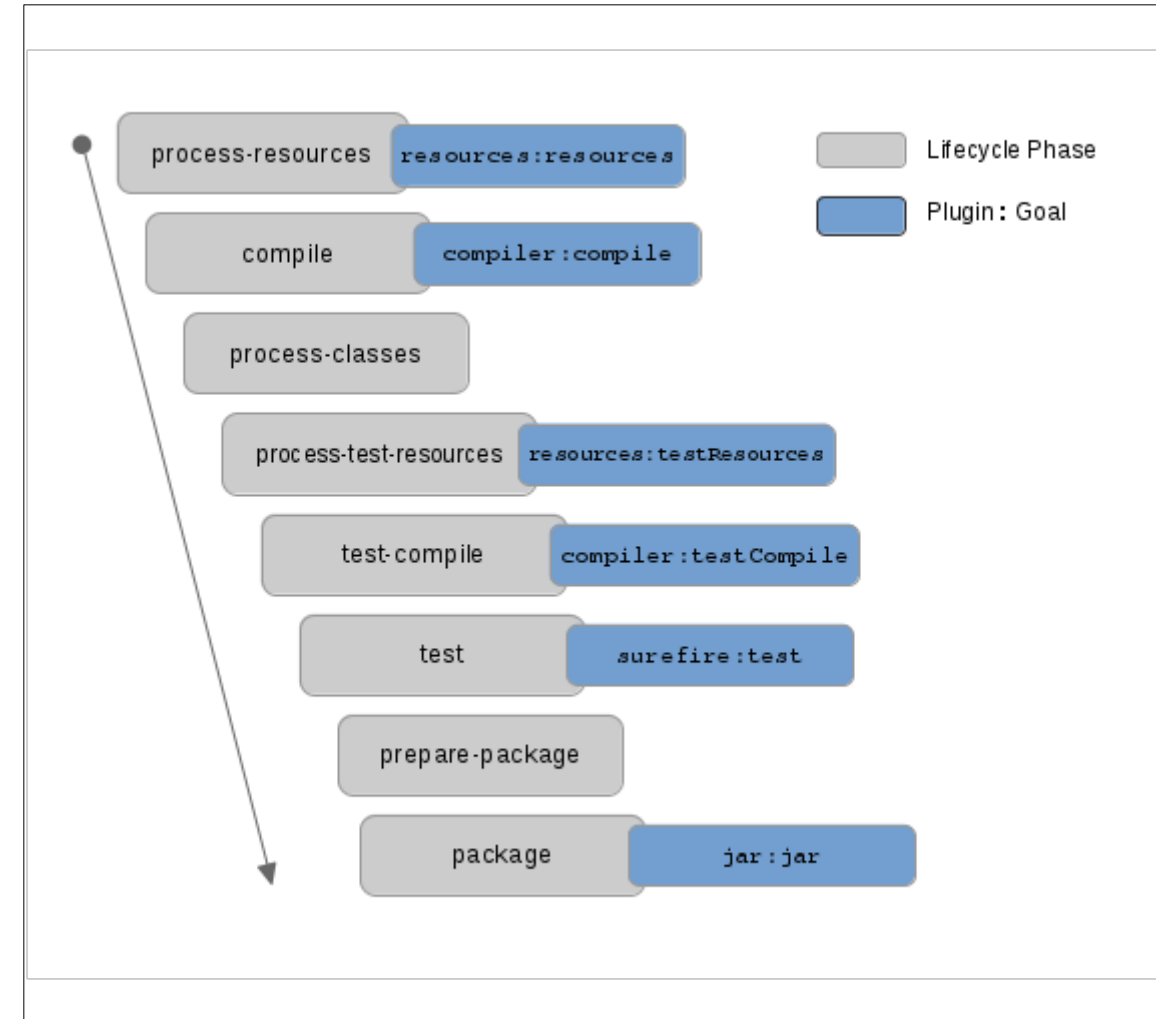 process-resources resources:resources
Lifecycle Phase
Plugin: Goal
compile compiler:compile
process-classes
process-test-resources resources:testResources
test-compile compiler:testCompile
test surefire:test
prepare-package
package jar:jar